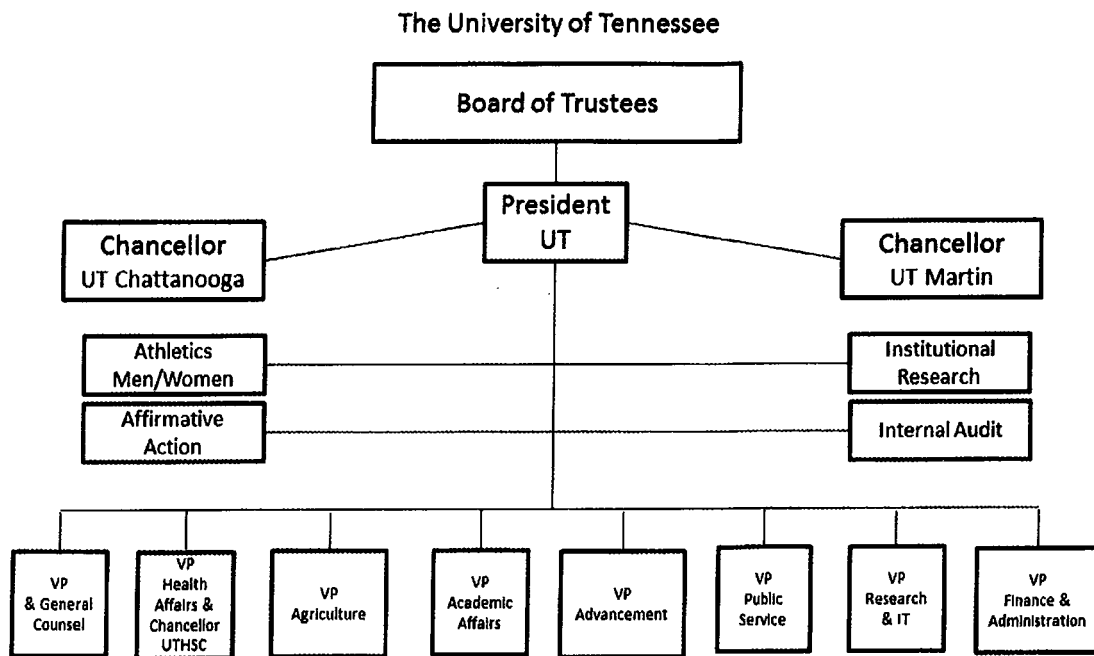 The University of Tennessee
Board of Trustees
President
UT
Chancellor
UT Chattanooga
Chancellor
UT Martin
Athletics
Men/Women
Institutional
Research
Affirmative
Action
Internal Audit
VP
& General
Counsel
VP
Health
Affairs &
Chancellor
UTHSC
VP
Agriculture
VP
Academic
Affairs
VP
Advancement
VP
Public
Service
VP
Research
& IT
VP
Finance &
Administration